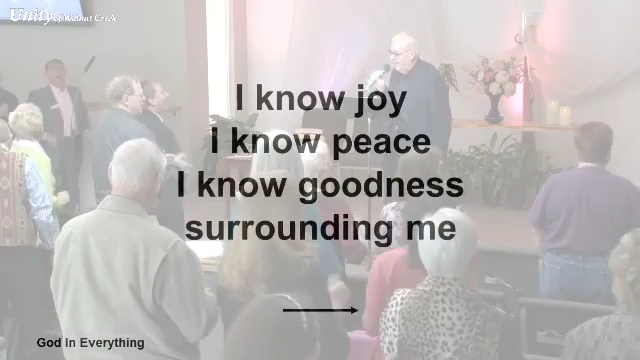 Unity of Walnut Creek
I know joy
I know peace
I know goodness
surrounding me
God In Everything